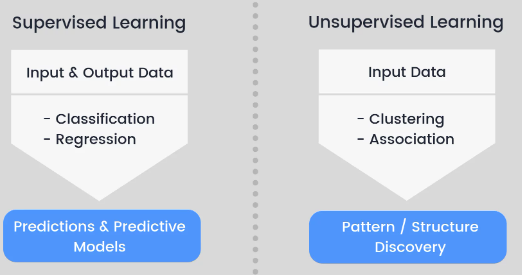 Supervised Learning
Input & Output Data
- Classification
- Regression
Predictions & Predictive
Models
Unsupervised Learning
Input Data
- Clustering
- Association
Pattern / Structure
Discovery